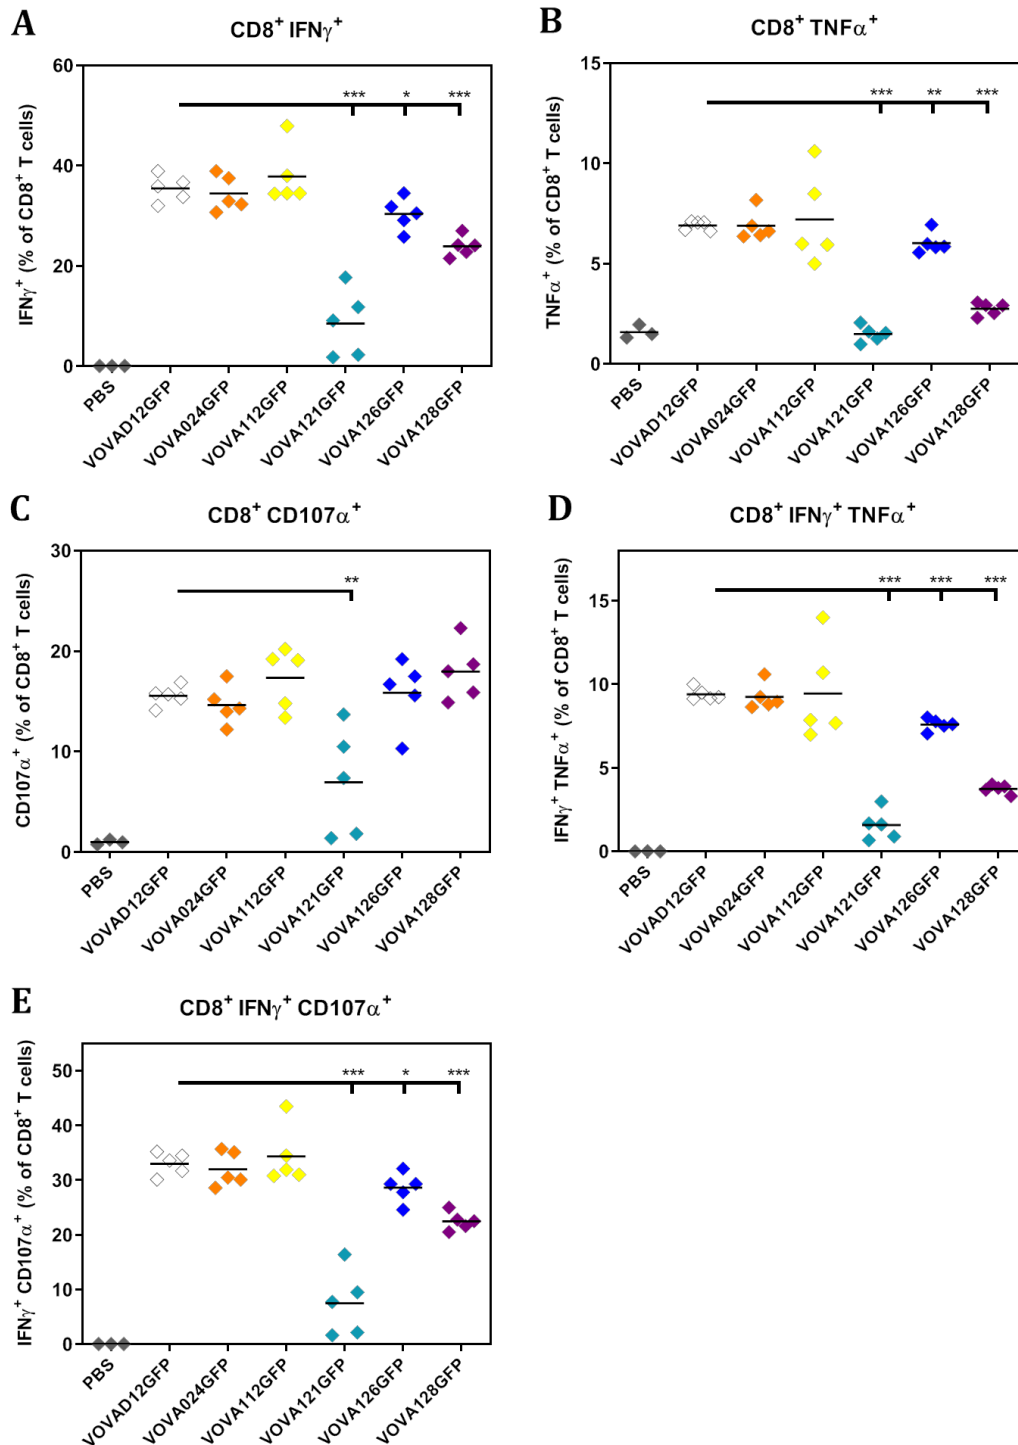 A
CD8+ IFNγ+
IFNγ+ (% of CD8+ T cells)
60
40
20
0
***
*
***
PBS
VOVAD12GFP
VOVA024GFP
VOVA112GFP
VOVA121GFP
VOVA126GFP
VOVA128GFP
B
CD8+ TNFα+
TNFα+ (% of CD8+ T cells)
15
10
5
0
***
**
***
PBS
VOVAD12GFP
VOVA024GFP
VOVA112GFP
VOVA121GFP
VOVA126GFP
VOVA128GFP
C
CD8+ CD107α+
CD107α+ (% of CD8+ T cells)
30
20
10
0
**
PBS
VOVAD12GFP
VOVA024GFP
VOVA112GFP
VOVA121GFP
VOVA126GFP
VOVA128GFP
D
CD8+ IFNγ+ TNFα+
IFNγ+ TNFα+ (% of CD8+ T cells)
15
10
5
0
***
***
***
PBS
VOVAD12GFP
VOVA024GFP
VOVA112GFP
VOVA121GFP
VOVA126GFP
VOVA128GFP
E
CD8+ IFNγ+ CD107α+
IFNγ+ CD107α+ (% of CD8+ T cells)
50
40
30
20
10
0
***
*
***
PBS
VOVAD12GFP
VOVA024GFP
VOVA112GFP
VOVA121GFP
VOVA126GFP
VOVA128GFP